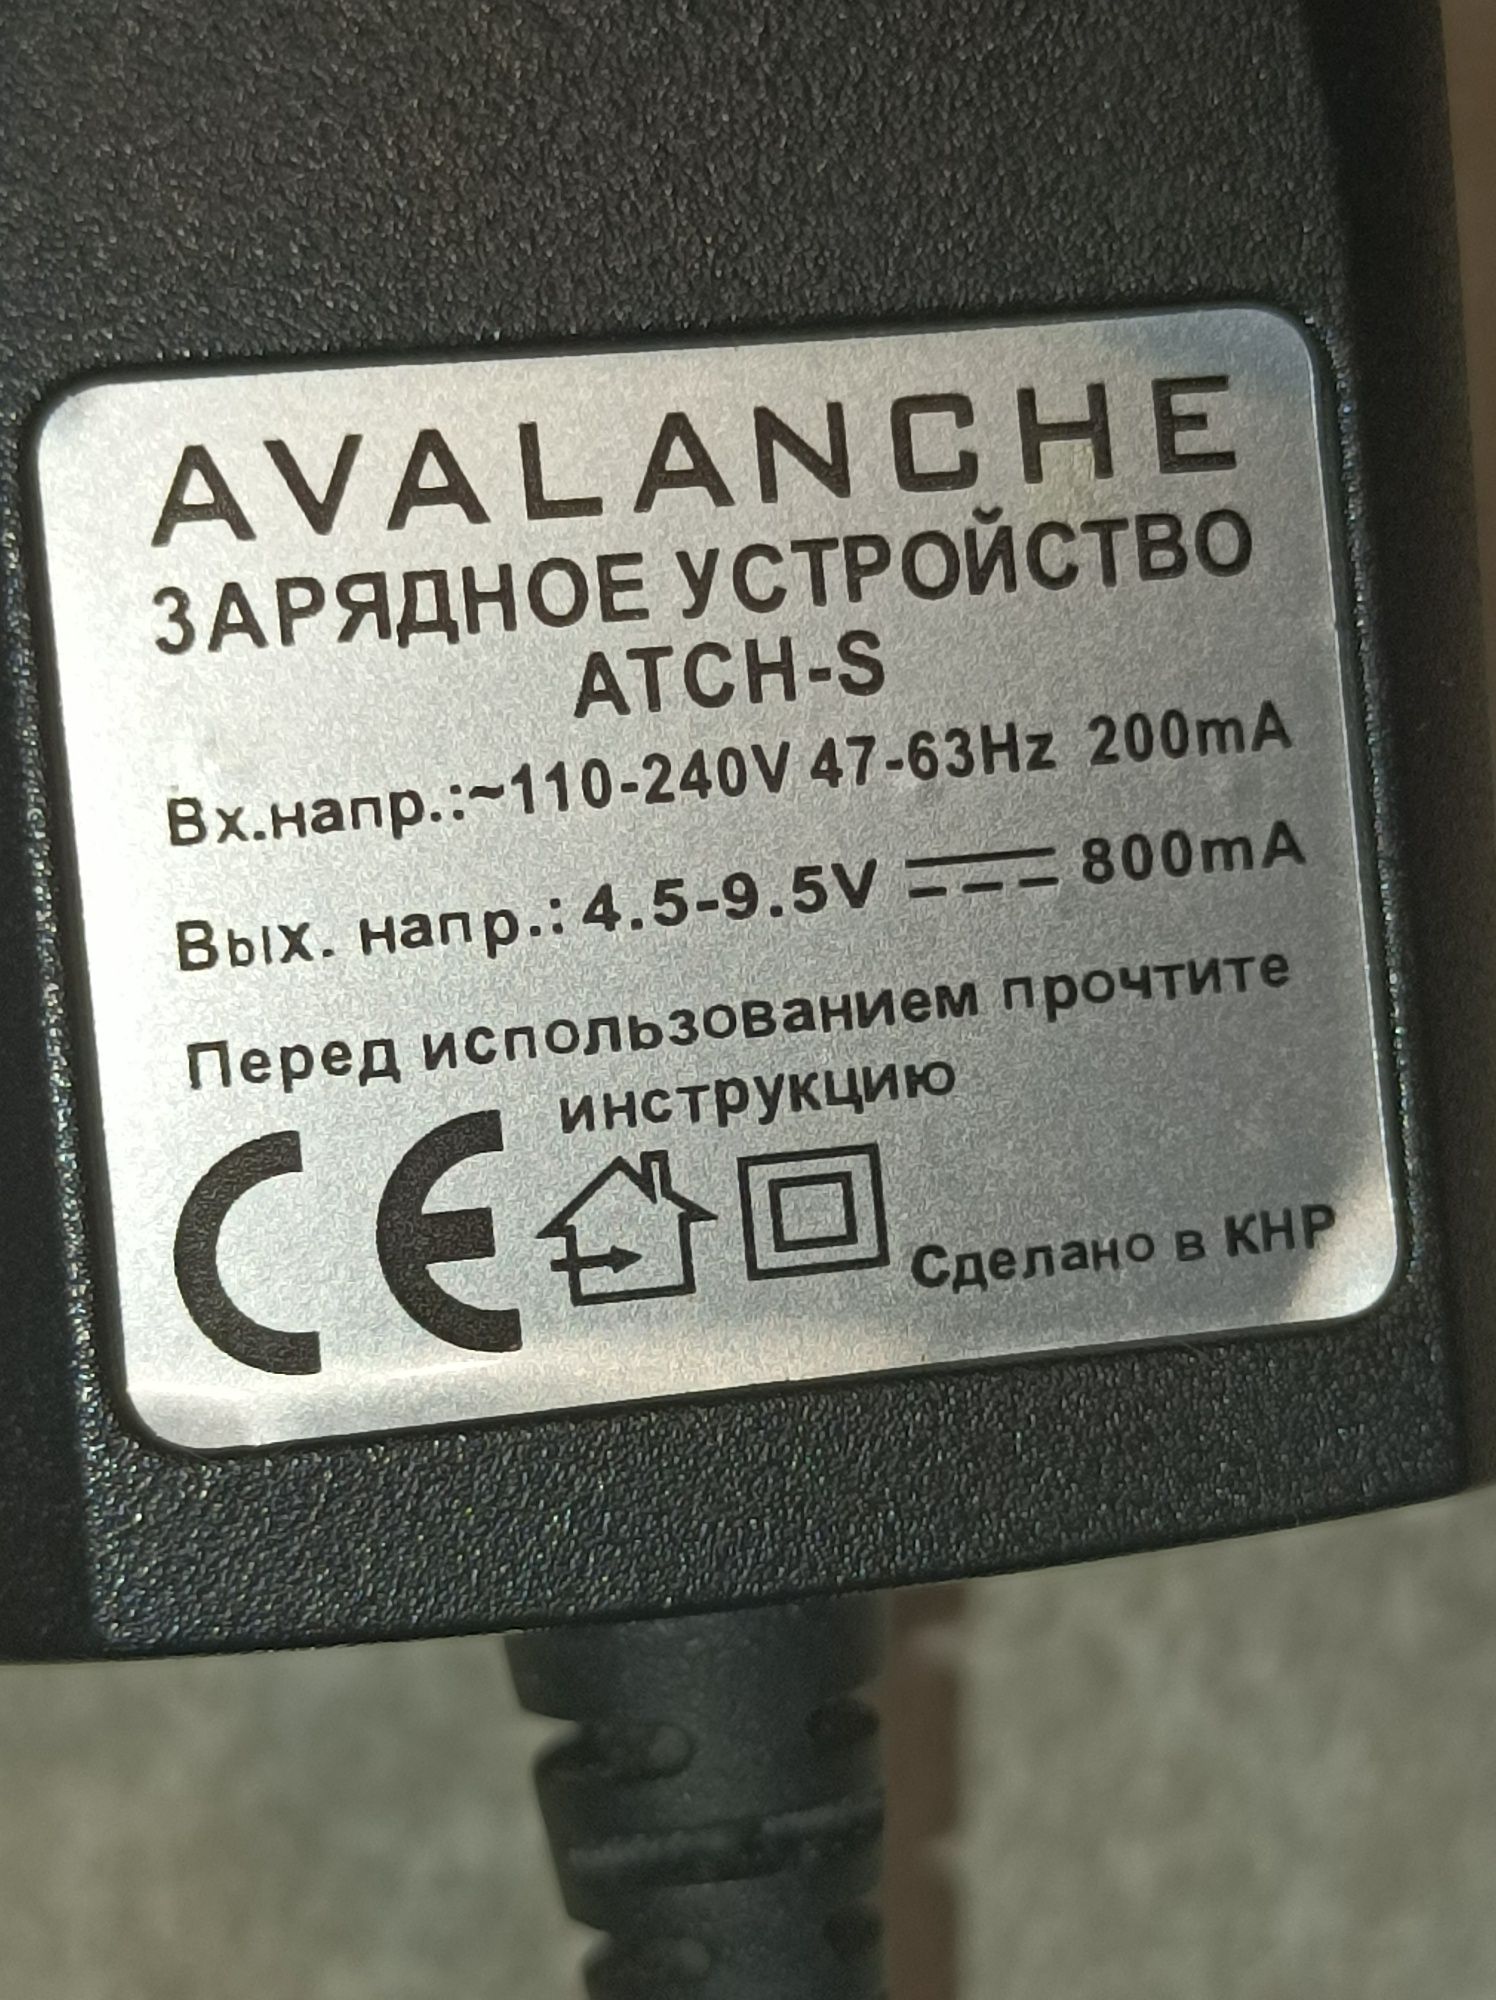 AVALANCHE
ЗАРЯДНОЕ УСТРОЙСТВО
ATCH-S
Вх.напр.:~110-240V 47-63Hz 200mA
Вых. напр.: 4.5-9.5V ⎓ 800mA
Перед использованием прочтите
инструкцию
CE
Сделано в КНР